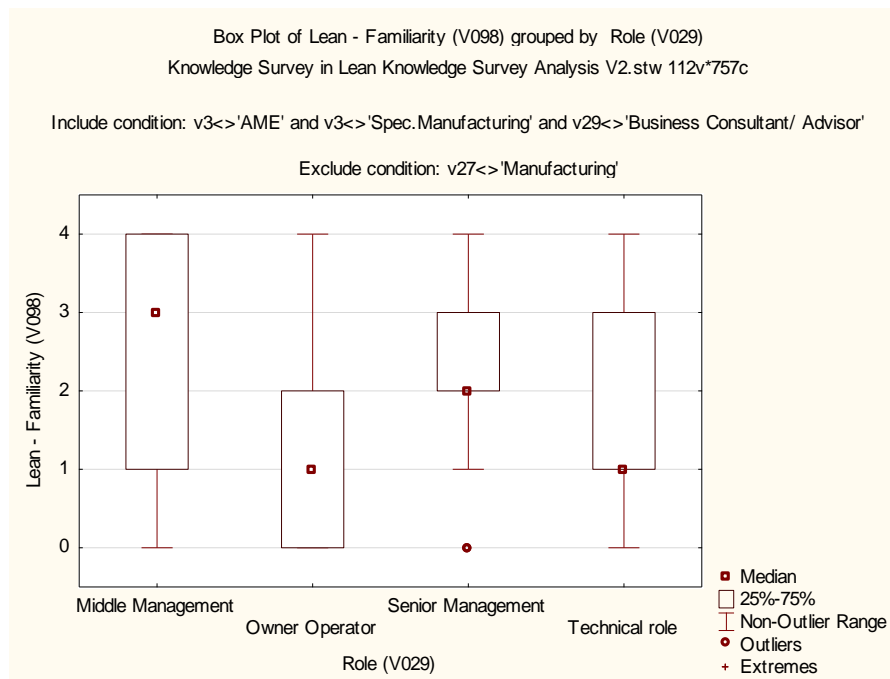 Box Plot of Lean - Familiarity (V098) grouped by Role (V029)
Knowledge Survey in Lean Knowledge Survey Analysis V2.stw 112v*757c
Include condition: v3<>'AME' and v3<>'Spec.Manufacturing' and v29<>'Business Consultant/ Advisor'
Exclude condition: v27<>'Manufacturing'
Lean - Familiarity (V098)
4
3
2
1
0
Middle Management
Owner Operator
Senior Management
Technical role
Role (V029)
Median
25%-75%
Non-Outlier Range
Outliers
Extremes